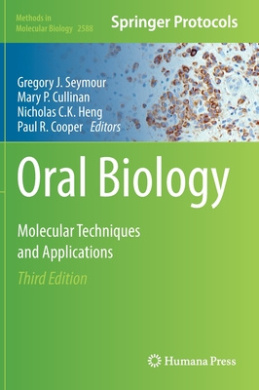 Methods in
Molecular Biology 2588
Springer Protocols
Gregory J. Seymour
Mary P. Cullinan
Nicholas C.K. Heng
Paul R. Cooper Editors
Oral Biology
Molecular Techniques
and Applications
Third Edition
Humana Press